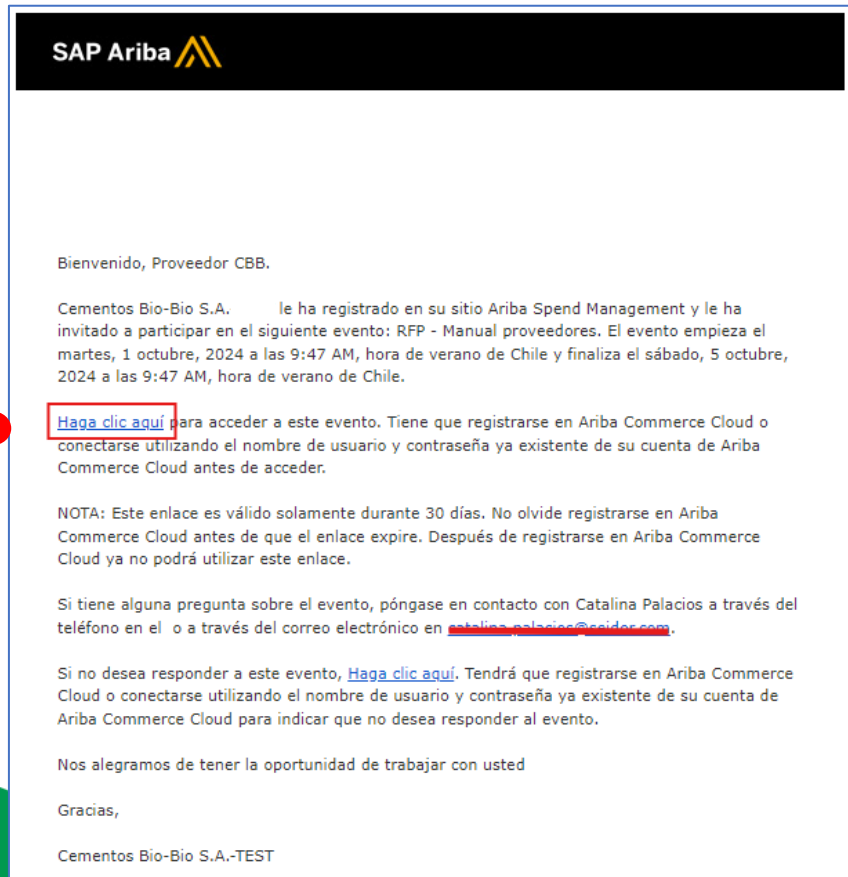 SAP Ariba
Bienvenido, Proveedor CBB.
Cementos Bio-Bio S.A. le ha registrado en su sitio Ariba Spend Management y le ha
invitado a participar en el siguiente evento: RFP - Manual proveedores. El evento empieza el
martes, 1 octubre, 2024 a las 9:47 AM, hora de verano de Chile y finaliza el sábado, 5 octubre,
2024 a las 9:47 AM, hora de verano de Chile.
Haga clic aquí para acceder a este evento. Tiene que registrarse en Ariba Commerce Cloud o
conectarse utilizando el nombre de usuario y contraseña ya existente de su cuenta de Ariba
Commerce Cloud antes de acceder.
NOTA: Este enlace es válido solamente durante 30 días. No olvide registrarse en Ariba
Commerce Cloud antes de que el enlace expire. Después de registrarse en Ariba Commerce
Cloud ya no podrá utilizar este enlace.
Si tiene alguna pregunta sobre el evento, póngase en contacto con Catalina Palacios a través del
teléfono en el o a través del correo electrónico en
Si no desea responder a este evento, Haga clic aquí. Tendrá que registrarse en Ariba Commerce
Cloud o conectarse utilizando el nombre de usuario y contraseña ya existente de su cuenta de
Ariba Commerce Cloud para indicar que no desea responder al evento.
Nos alegramos de tener la oportunidad de trabajar con usted
Gracias,
Cementos Bio-Bio S.A.-TEST